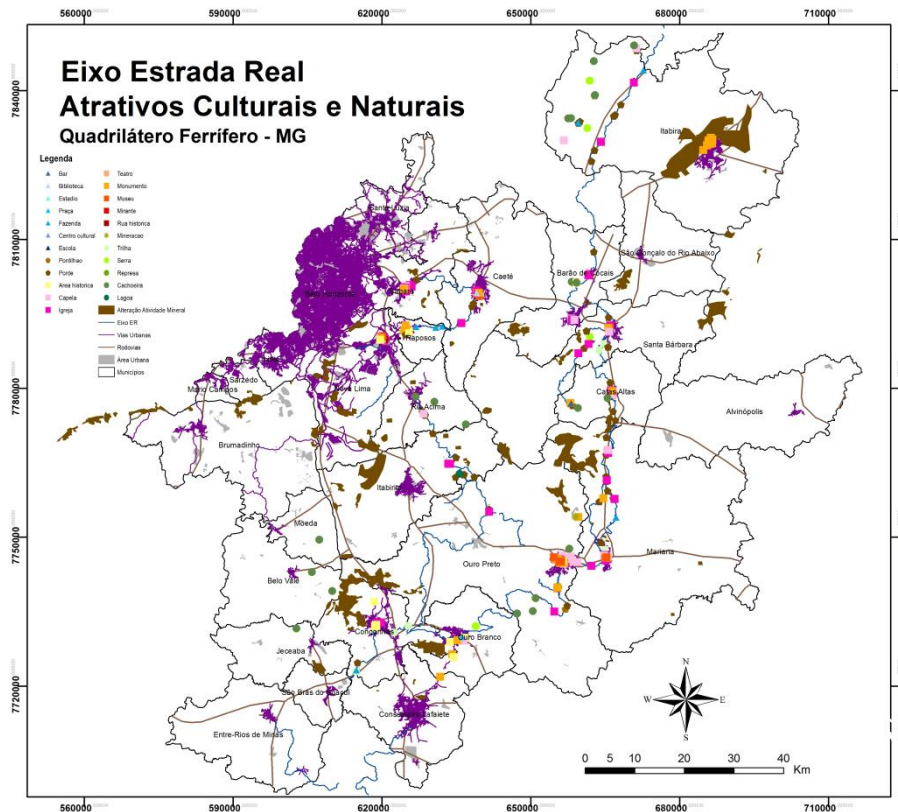 560000 590000 620000 650000 680000 710000
Eixo Estrada Real
Atrativos Culturais e Naturais
Quadrilátero Ferrífero - MG
Legenda
Bar
Biblioteca
Estadio
Praça
Fazenda
Centro cultural
Escola
Pontilhao
Ponte
Area historica
Capela
Igreja
Teatro
Monumento
Museu
Mirante
Rua historica
Mineracao
Trilha
Serra
Represa
Cachoeira
Lagoa
Alteração Atividade Mineral
Eixo ER
Vias Urbanas
Rodovias
Área Urbana
Municípios
7840000
7810000
7780000
7750000
7720000
7840000
7810000
7780000
7750000
7720000
Itabira
Santa Luzia
São Gonçalo do Rio Abaixo
Caeté
Barão de Cocais
Belo Horizonte
Raposos
Santa Bárbara
Sarzedo
Mario Campos
Nova Lima
Catas Altas
Rio Acima
Alvinópolis
Brumadinho
Itabirito
Moeda
Ouro Preto
Mariana
Belo Vale
Congonhas
Ouro Branco
Jeceaba
Conselheiro Lafaiete
Entre-Rios de Minas
N
W E
S
0 5 10 20 30 40
Km
560000 590000 620000 650000 680000 710000